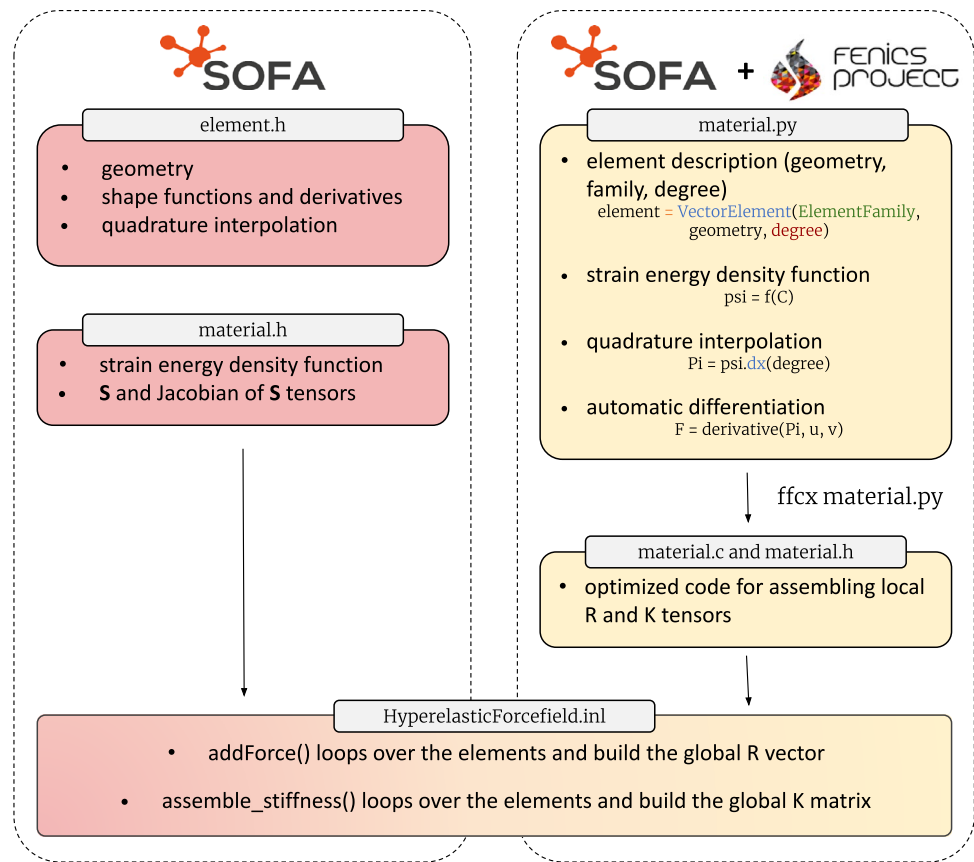 SOFA
element.h
• geometry
• shape functions and derivatives
• quadrature interpolation
material.h
• strain energy density function
• S and Jacobian of S tensors
SOFA + FENICS PROJECT
material.py
• element description (geometry,
family, degree)
element = VectorElement(ElementFamily,
geometry, degree)
• strain energy density function
psi = f(C)
• quadrature interpolation
Pi = psi.dx(degree)
• automatic differentiation
F = derivative(Pi, u, v)
ffcx material.py
material.c and material.h
• optimized code for assembling local
R and K tensors
HyperelasticForcefield.inl
• addForce() loops over the elements and build the global R vector
• assemble_stiffness() loops over the elements and build the global K matrix